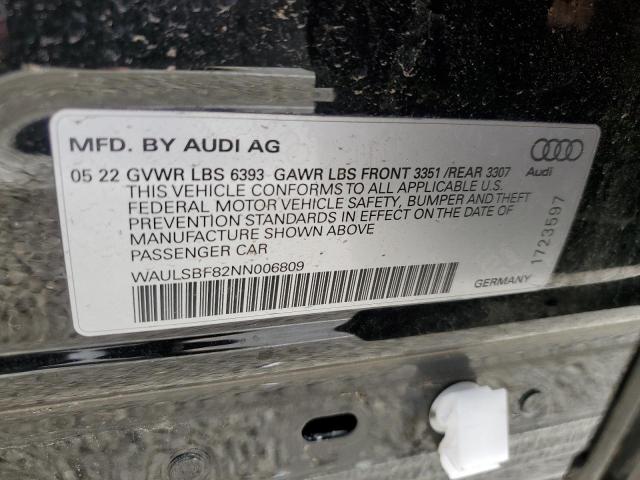 MFD. BY AUDI AG
Audi
05 22 GVWR LBS 6393 GAWR LBS FRONT 3351 /REAR 3307
THIS VEHICLE CONFORMS TO ALL APPLICABLE U.S.
FEDERAL MOTOR VEHICLE SAFETY, BUMPER AND THEFT
PREVENTION STANDARDS IN EFFECT ON THE DATE OF
MANUFACTURE SHOWN ABOVE
PASSENGER CAR
WAULSBF82NN006809
1723597
GERMANY